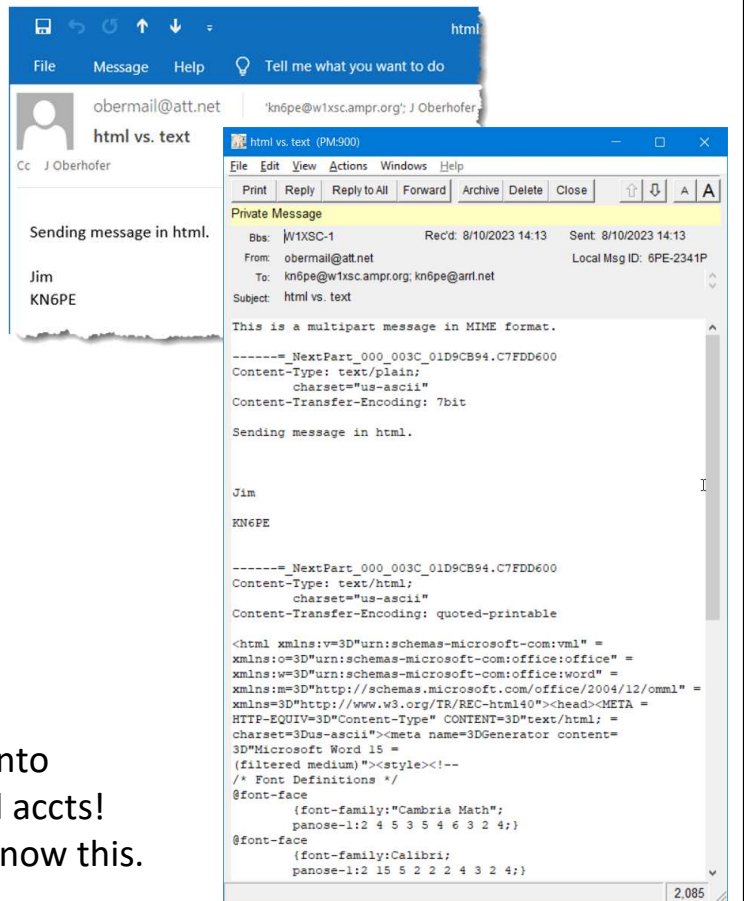 html
File Message Help Tell me what you want to do
obermail@att.net 'kn6pe@w1xsc.ampr.org'; J Oberhofer
html vs. text
Cc J Oberhofer
Sending message in html.
Jim
KN6PE
html vs. text (PM:900)
File Edit View Actions Windows Help
Print Reply Reply to All Forward Archive Delete Close A A
Private Message
Bbs: W1XSC-1 Rec'd: 8/10/2023 14:13 Sent: 8/10/2023 14:13
From: obermail@att.net Local Msg ID: 6PE-2341P
To: kn6pe@w1xsc.ampr.org; kn6pe@arrl.net
Subject: html vs. text
This is a multipart message in MIME format.
------=_NextPart_000_003C_01D9CB94.C7FDD600
Content-Type: text/plain;
charset="us-ascii"
Content-Transfer-Encoding: 7bit
Sending message in html.
Jim
KN6PE
------=_NextPart_000_003C_01D9CB94.C7FDD600
Content-Type: text/html;
charset="us-ascii"
Content-Transfer-Encoding: quoted-printable
<html xmlns:v=3D"urn:schemas-microsoft-com:vml" =
xmlns:o=3D"urn:schemas-microsoft-com:office:office" =
xmlns:w=3D"urn:schemas-microsoft-com:office:word" =
xmlns:m=3D"http://schemas.microsoft.com/office/2004/12/omml" =
xmlns=3D"http://www.w3.org/TR/REC-html40"><head><META =
HTTP-EQUIV=3D"Content-Type" CONTENT=3D"text/html; =
charset=3Dus-ascii"><meta name=3DGenerator content=
3D"Microsoft Word 15 =
(filtered medium)"><style><!--
/* Font Definitions */
@font-face
{font-family:"Cambria Math";
panose-1:2 4 5 3 5 4 6 3 2 4;}
@font-face
{font-family:Calibri;
panose-1:2 15 5 2 2 2 4 3 2 4;}
2,085
nto
l accts!
now this.